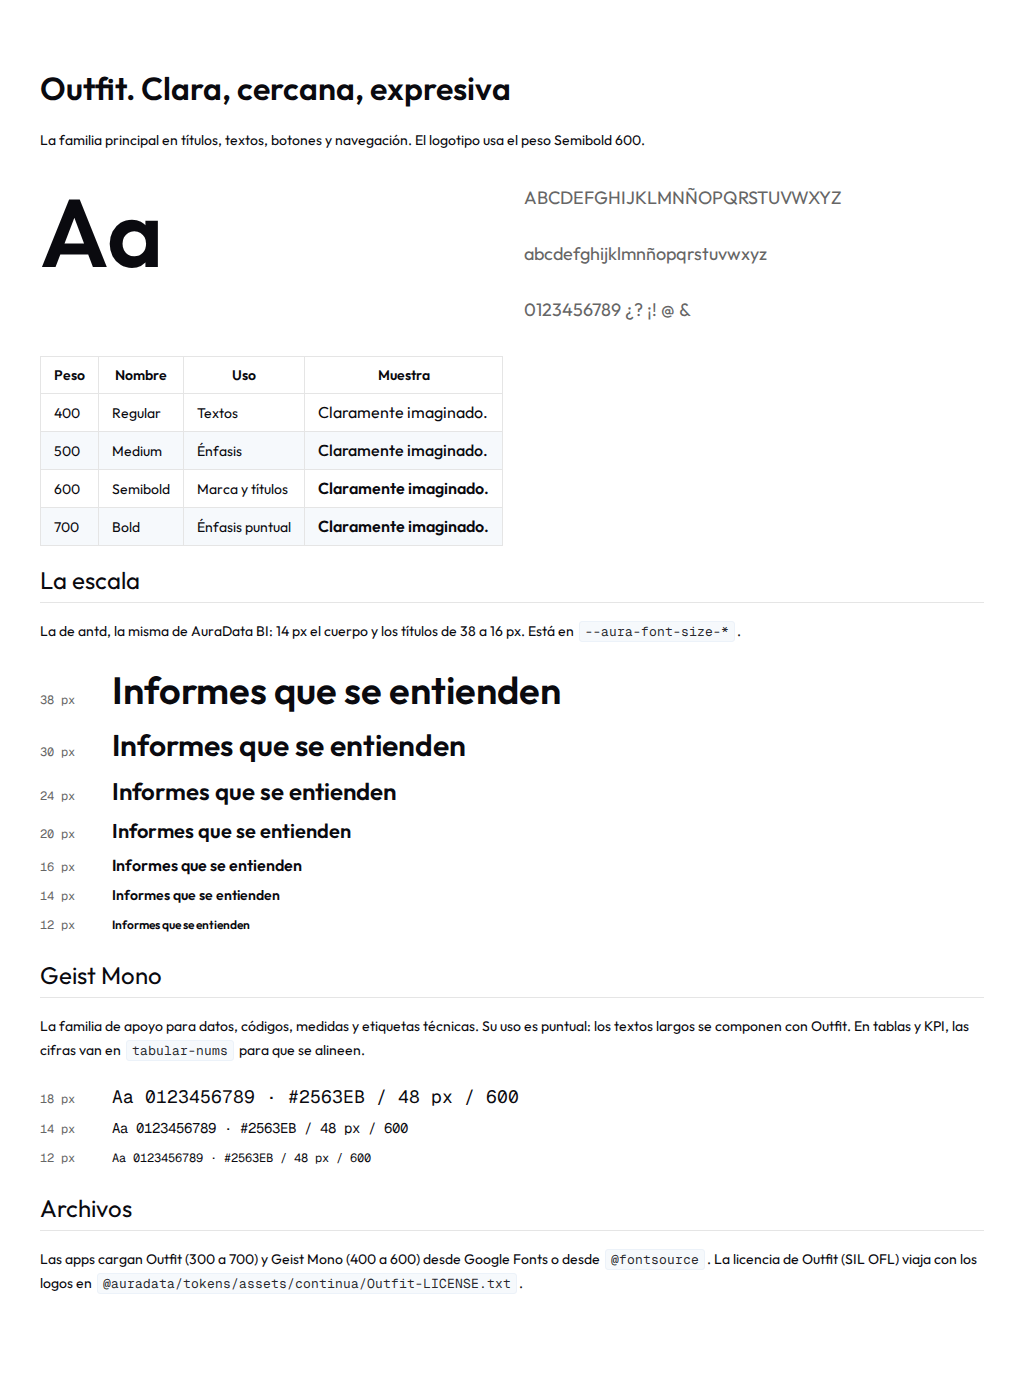 Outfit. Clara, cercana, expresiva
La familia principal en títulos, textos, botones y navegación. El logotipo usa el peso Semibold 600.
Aa
ABCDEFGHIJKLMNÑOPQRSTUVWXYZ
abcdefghijklmnñopqrstuvwxyz
0123456789 ¿? ¡! @ &
Peso Nombre Uso Muestra
400 Regular Textos Claramente imaginado.
500 Medium Énfasis Claramente imaginado.
600 Semibold Marca y títulos Claramente imaginado.
700 Bold Énfasis puntual Claramente imaginado.
La escala
La de antd, la misma de AuraData BI: 14 px el cuerpo y los títulos de 38 a 16 px. Está en --aura-font-size-* .
38 px Informes que se entienden
30 px Informes que se entienden
24 px Informes que se entienden
20 px Informes que se entienden
16 px Informes que se entienden
14 px Informes que se entienden
12 px Informes que se entienden
Geist Mono
La familia de apoyo para datos, códigos, medidas y etiquetas técnicas. Su uso es puntual: los textos largos se componen con Outfit. En tablas y KPI, las
cifras van en tabular-nums para que se alineen.
18 px Aa 0123456789 · #2563EB / 48 px / 600
14 px Aa 0123456789 · #2563EB / 48 px / 600
12 px Aa 0123456789 · #2563EB / 48 px / 600
Archivos
Las apps cargan Outfit (300 a 700) y Geist Mono (400 a 600) desde Google Fonts o desde @fontsource . La licencia de Outfit (SIL OFL) viaja con los
logos en @auradata/tokens/assets/continua/Outfit-LICENSE.txt .